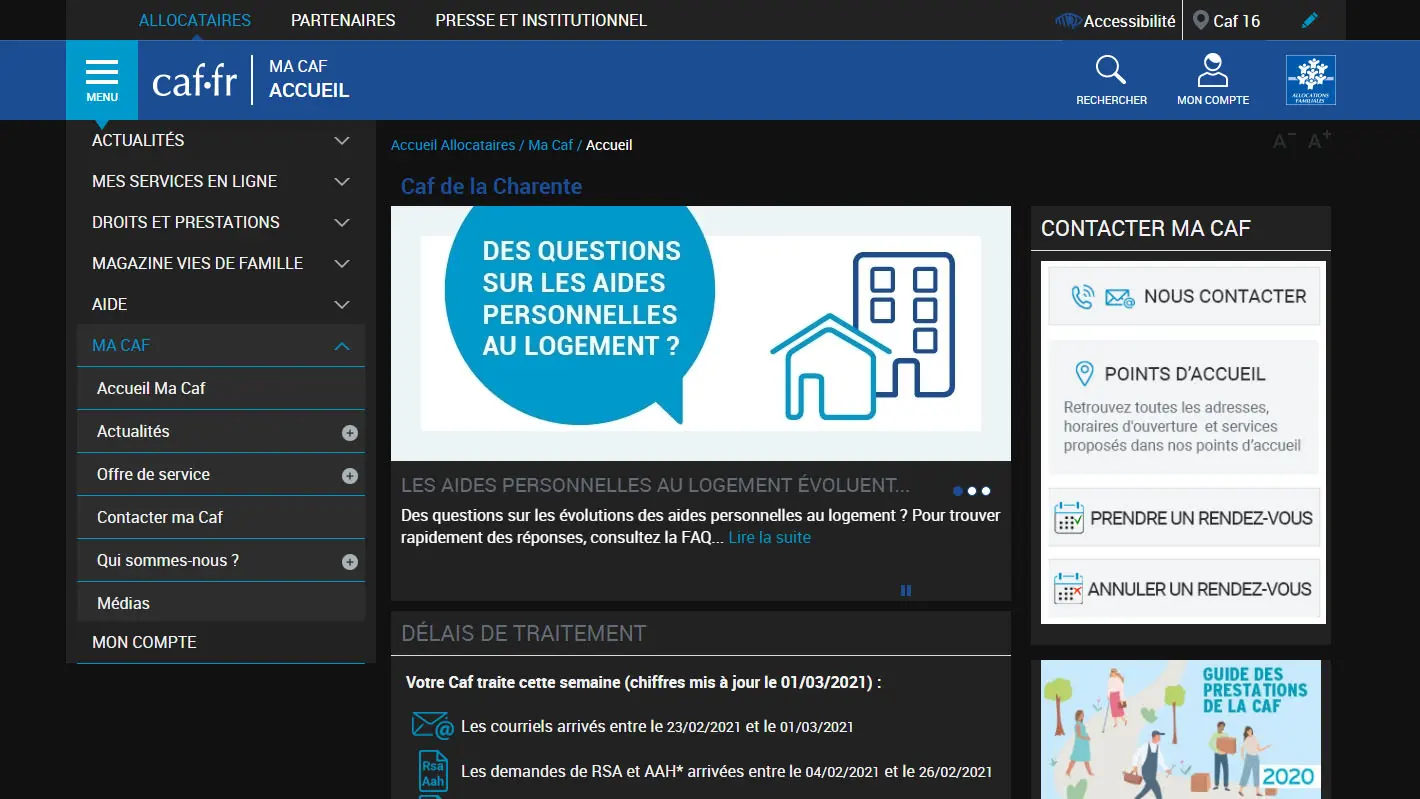 ALLOCATAIRES PARTENAIRES PRESSE ET INSTITUTIONNEL Accessibilité Caf 16
MENU
caf.fr
MA CAF
ACCUEIL
RECHERCHER
MON COMPTE
ALLOCATIONS
FAMILIALES
ACTUALITÉS
MES SERVICES EN LIGNE
DROITS ET PRESTATIONS
MAGAZINE VIES DE FAMILLE
AIDE
MA CAF
Accueil Ma Caf
Actualités
Offre de service
Contacter ma Caf
Qui sommes-nous ?
Médias
MON COMPTE
Accueil Allocataires / Ma Caf / Accueil
A- A+
Caf de la Charente
DES QUESTIONS
SUR LES AIDES
PERSONNELLES
AU LOGEMENT ?
LES AIDES PERSONNELLES AU LOGEMENT ÉVOLUENT...
Des questions sur les évolutions des aides personnelles au logement ? Pour trouver
rapidement des réponses, consultez la FAQ... Lire la suite
DÉLAIS DE TRAITEMENT
Votre Caf traite cette semaine (chiffres mis à jour le 01/03/2021) :
Les courriels arrivés entre le 23/02/2021 et le 01/03/2021
Rsa
Aah
Les demandes de RSA et AAH* arrivées entre le 04/02/2021 et le 26/02/2021
CONTACTER MA CAF
NOUS CONTACTER
POINTS D’ACCUEIL
Retrouvez toutes les adresses,
horaires d'ouverture et services
proposés dans nos points d’accueil
PRENDRE UN RENDEZ-VOUS
ANNULER UN RENDEZ-VOUS
GUIDE DES
PRESTATIONS
DE LA CAF
2020